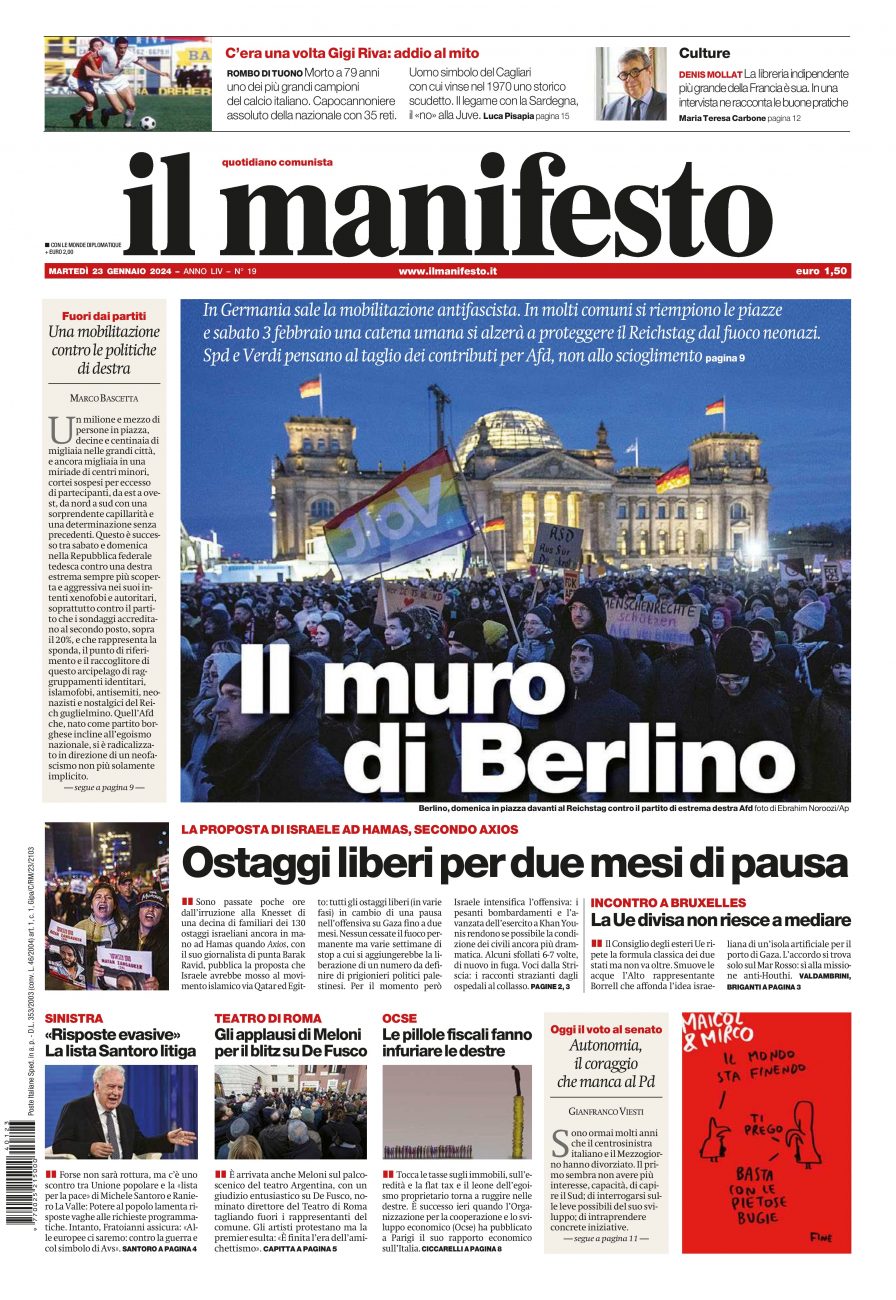 C'era una volta Gigi Riva: addio al mito
ROMBO DI TUONO Morto a 79 anni
uno dei più grandi campioni
del calcio italiano. Capocannoniere
assoluto della nazionale con 35 reti.
Uomo simbolo del Cagliari
con cui vinse nel 1970 uno storico
scudetto. Il legame con la Sardegna,
il «no» alla Juve. Luca Pisapia pagina 15
Culture
DENIS MOLLAT La libreria indipendente
più grande della Francia è sua. In una
intervista ne racconta le buone pratiche
Maria Teresa Carbone pagina 12
quotidiano comunista
il manifesto
■ CON LE MONDE DIPLOMATIQUE
+ EURO 2,00
MARTEDÌ 23 GENNAIO 2024 – ANNO LIV – N° 19
www.ilmanifesto.it
euro 1,50
Fuori dai partiti
Una mobilitazione
contro le politiche
di destra
MARCO BASCETTA
Un milione e mezzo di
persone in piazza,
decine e centinaia di
migliaia nelle grandi città,
e ancora migliaia in una
miriade di centri minori,
cortei sospesi per eccesso
di partecipanti, da est a ove-
st, da nord a sud con una
sorprendente capillarità e
una determinazione senza
precedenti. Questo è succes-
so tra sabato e domenica
nella Repubblica federale
tedesca contro una destra
estrema sempre più scoper-
ta e aggressiva nei suoi in-
tenti xenofobi e autoritari,
soprattutto contro il parti-
to che i sondaggi accredita-
no al secondo posto, sopra
il 20%, e che rappresenta la
sponda, il punto di riferi-
mento e il raccoglitore di
questo arcipelago di rag-
gruppamenti identitari,
islamofobi, antisemiti, neo-
nazisti e nostalgici del Rei-
ch guglielmino. Quell'Afd
che, nato come partito bor-
ghese incline all'egoismo
nazionale, si è radicalizza-
to in direzione di un neofa-
scismo non più solamente
implicito.
— segue a pagina 9 —
In Germania sale la mobilitazione antifascista. In molti comuni si riempiono le piazze
e sabato 3 febbraio una catena umana si alzerà a proteggere il Reichstag dal fuoco neonazi.
Spd e Verdi pensano al taglio dei contributi per Afd, non allo scioglimento pagina 9
Volt
MENSCHENRECHTE
schützen
Il muro
di Berlino
Berlino, domenica in piazza davanti al Reichstag contro il partito di estrema destra Afd foto di Ebrahim Noroozi/Ap
LA PROPOSTA DI ISRAELE AD HAMAS, SECONDO AXIOS
Ostaggi liberi per due mesi di pausa
Sono passate poche ore
dall'irruzione alla Knesset di
una decina di familiari dei 130
ostaggi israeliani ancora in ma-
no ad Hamas quando Axios, con
il suo giornalista di punta Barak
Ravid, pubblica la proposta che
Israele avrebbe mosso al movi-
mento islamico via Qatar ed Egit-
to: tutti gli ostaggi liberi (in varie
fasi) in cambio di una pausa
nell'offensiva su Gaza fino a due
mesi. Nessun cessate il fuoco per-
manente ma varie settimane di
stop a cui si aggiungerebbe la li-
berazione di un numero da defi-
nire di prigionieri politici pale-
stinesi. Per il momento però
Israele intensifica l'offensiva: i
pesanti bombardamenti e l'a-
vanzata dell'esercito a Khan You-
nis rendono se possibile la condi-
zione dei civili ancora più dram-
matica. Alcuni sfollati 6-7 volte,
di nuovo in fuga. Voci dalla Stri-
scia: i racconti strazianti dagli
ospedali al collasso. PAGINE 2, 3
INCONTRO A BRUXELLES
La Ue divisa non riesce a mediare
Il Consiglio degli esteri Ue ri-
pete la formula classica dei due
stati ma non va oltre. Smuove le
acque l'Alto rappresentante
Borrell che affonda l'idea israe-
liana di un'isola artificiale per il
porto di Gaza. L'accordo si trova
solo sul Mar Rosso: sì alla missio-
ne anti-Houthi. VALDAMBRINI,
BRIGANTI A PAGINA 3
SINISTRA
«Risposte evasive»
La lista Santoro litiga
Forse non sarà rottura, ma c'è uno
scontro tra Unione popolare e la «lista
per la pace» di Michele Santoro e Ranie-
ro La Valle: Potere al popolo lamenta ri-
sposte vaghe alle richieste programma-
tiche. Intanto, Fratoianni assicura: «Al-
le europee ci saremo: contro la guerra e
col simbolo di Avs». SANTORO A PAGINA 4
TEATRO DI ROMA
Gli applausi di Meloni
per il blitz su De Fusco
È arrivata anche Meloni sul palco-
scenico del teatro Argentina, con un
giudizio entusiastico su De Fusco, no-
minato direttore del Teatro di Roma
tagliando fuori i rappresentanti del
comune. Gli artisti protestano ma la
premier esulta: «È finita l'era dell'ami-
chettismo». CAPITTA A PAGINA 5
OCSE
Le pillole fiscali fanno
infuriare le destre
Tocca le tasse sugli immobili, sull'e-
redità e la flat tax e il leone dell'egoi-
smo proprietario torna a ruggire nelle
destre. È successo ieri quando l'Orga-
nizzazione per la cooperazione e lo svi-
luppo economico (Ocse) ha pubblicato
a Parigi il suo rapporto economico
sull'Italia. CICCARELLI A PAGINA 8
Oggi il voto al senato
Autonomia,
il coraggio
che manca al Pd
GIANFRANCO VIESTI
Sono ormai molti anni
che il centrosinistra
italiano e il Mezzogior-
no hanno divorziato. Il pri-
mo sembra non avere più
interesse, capacità, di capi-
re il Sud; di interrogarsi sul-
le leve possibili del suo svi-
luppo; di intraprendere
concrete iniziative.
— segue a pagina 11 —
MAICOL
& MIRCO
IL MONDO
STA FINENDO
TI
PREGO
BASTA
CON LE
PIETOSE
BUGIE
FINE
Poste Italiane Sped. in a. p. - D.L. 353/2003 (conv. L. 46/2004) art. 1, c. 1, Gipa/C/RM/23/2103
40123
9 770025 215000